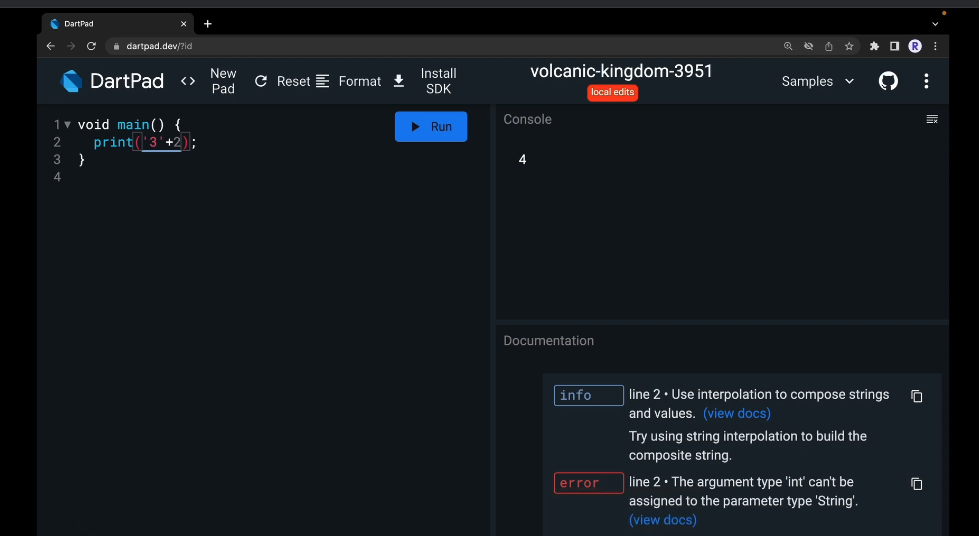 DartPad
dartpad.dev/?id
R
DartPad
<> New Pad
Reset
Format
Install SDK
volcanic-kingdom-3951
local edits
Samples
1 void main() {
2 print('3'+2);
3 }
4
Run
Console
4
Documentation
info
line 2 • Use interpolation to compose strings
and values. (view docs)
Try using string interpolation to build the
composite string.
error
line 2 • The argument type 'int' can't be
assigned to the parameter type 'String'.
(view docs)